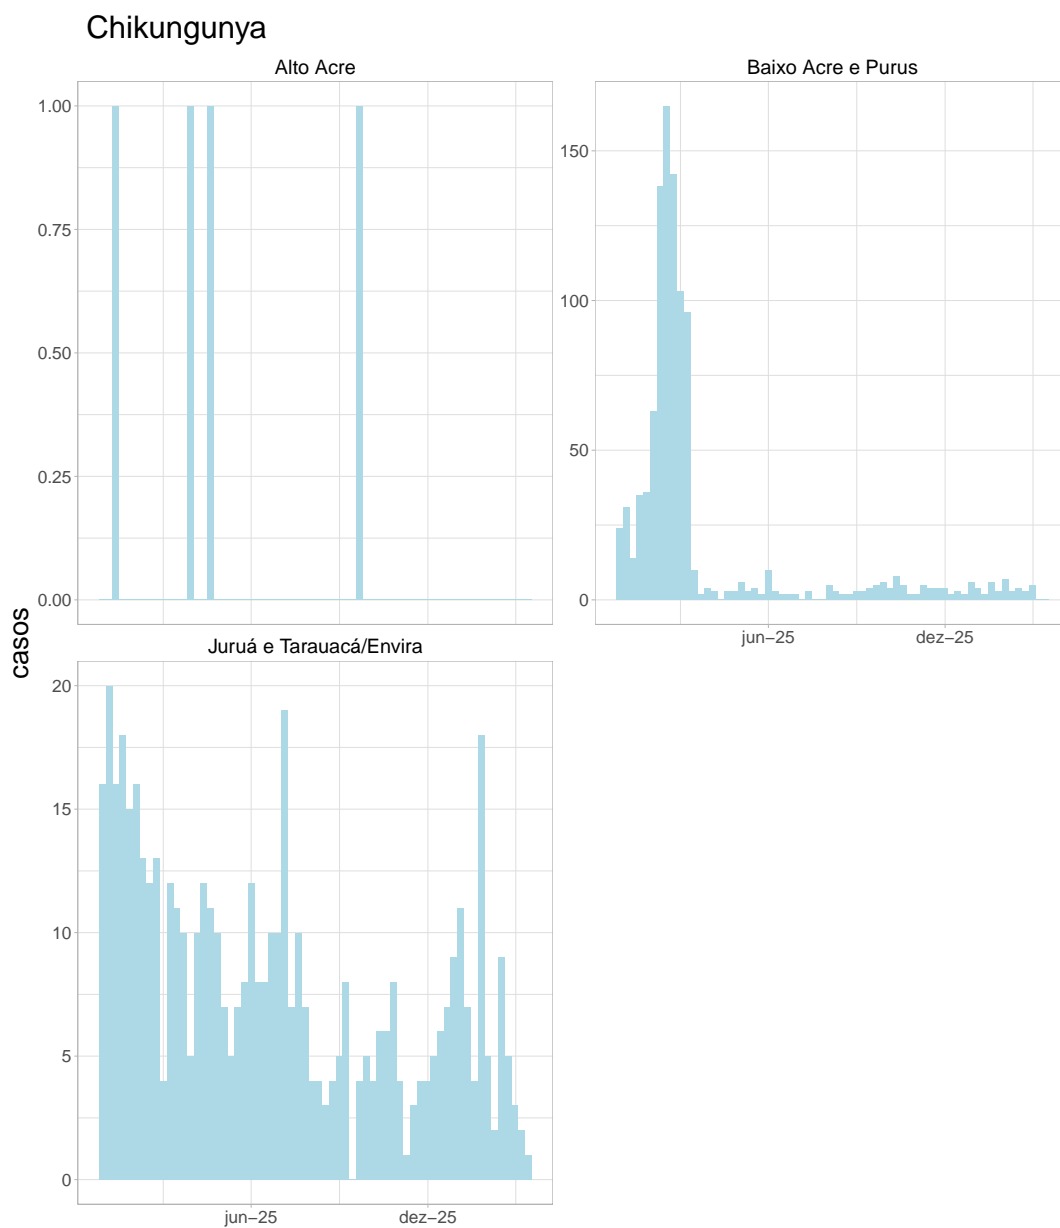 Chikungunya
Alto Acre
Baixo Acre e Purus
1.00
0.75
0.50
0.25
0.00
150
100
50
0
jun−25
dez−25
casos
Juruá e Tarauacá/Envira
20
15
10
5
0
jun−25
dez−25